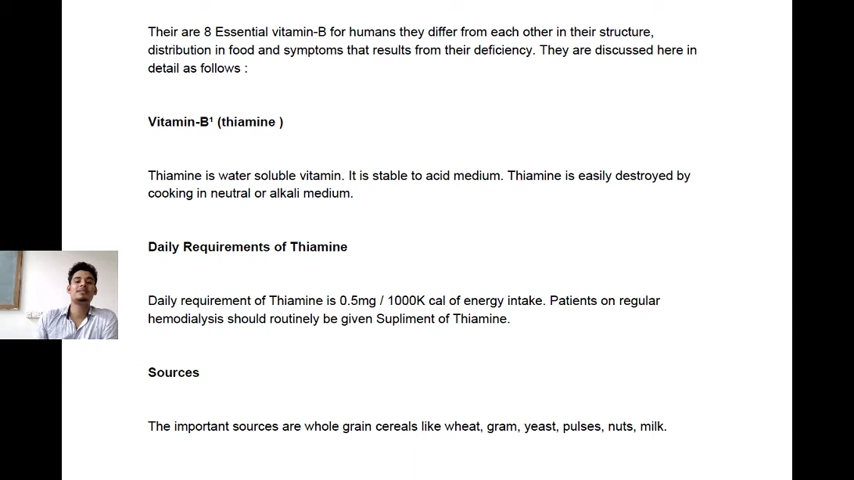 Their are 8 Essential vitamin-B for humans they differ from each other in their structure,
distribution in food and symptoms that results from their deficiency. They are discussed here in
detail as follows :
Vitamin-B¹ (thiamine )
Thiamine is water soluble vitamin. It is stable to acid medium. Thiamine is easily destroyed by
cooking in neutral or alkali medium.
Daily Requirements of Thiamine
Daily requirement of Thiamine is 0.5mg / 1000K cal of energy intake. Patients on regular
hemodialysis should routinely be given Supliment of Thiamine.
Sources
The important sources are whole grain cereals like wheat, gram, yeast, pulses, nuts, milk.